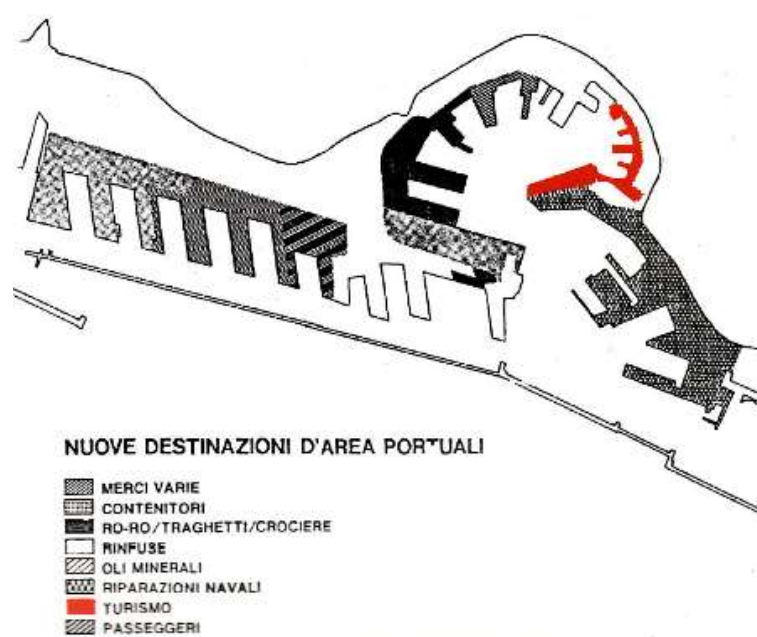 NUOVE DESTINAZIONI D'AREA PORTUALI
MERCI VARIE
CONTENITORI
RO-RO/TRAGHETTI/CROCIERE
RINFUSE
OLI MINERALI
RIPARAZIONI NAVALI
TURISMO
PASSEGGERI